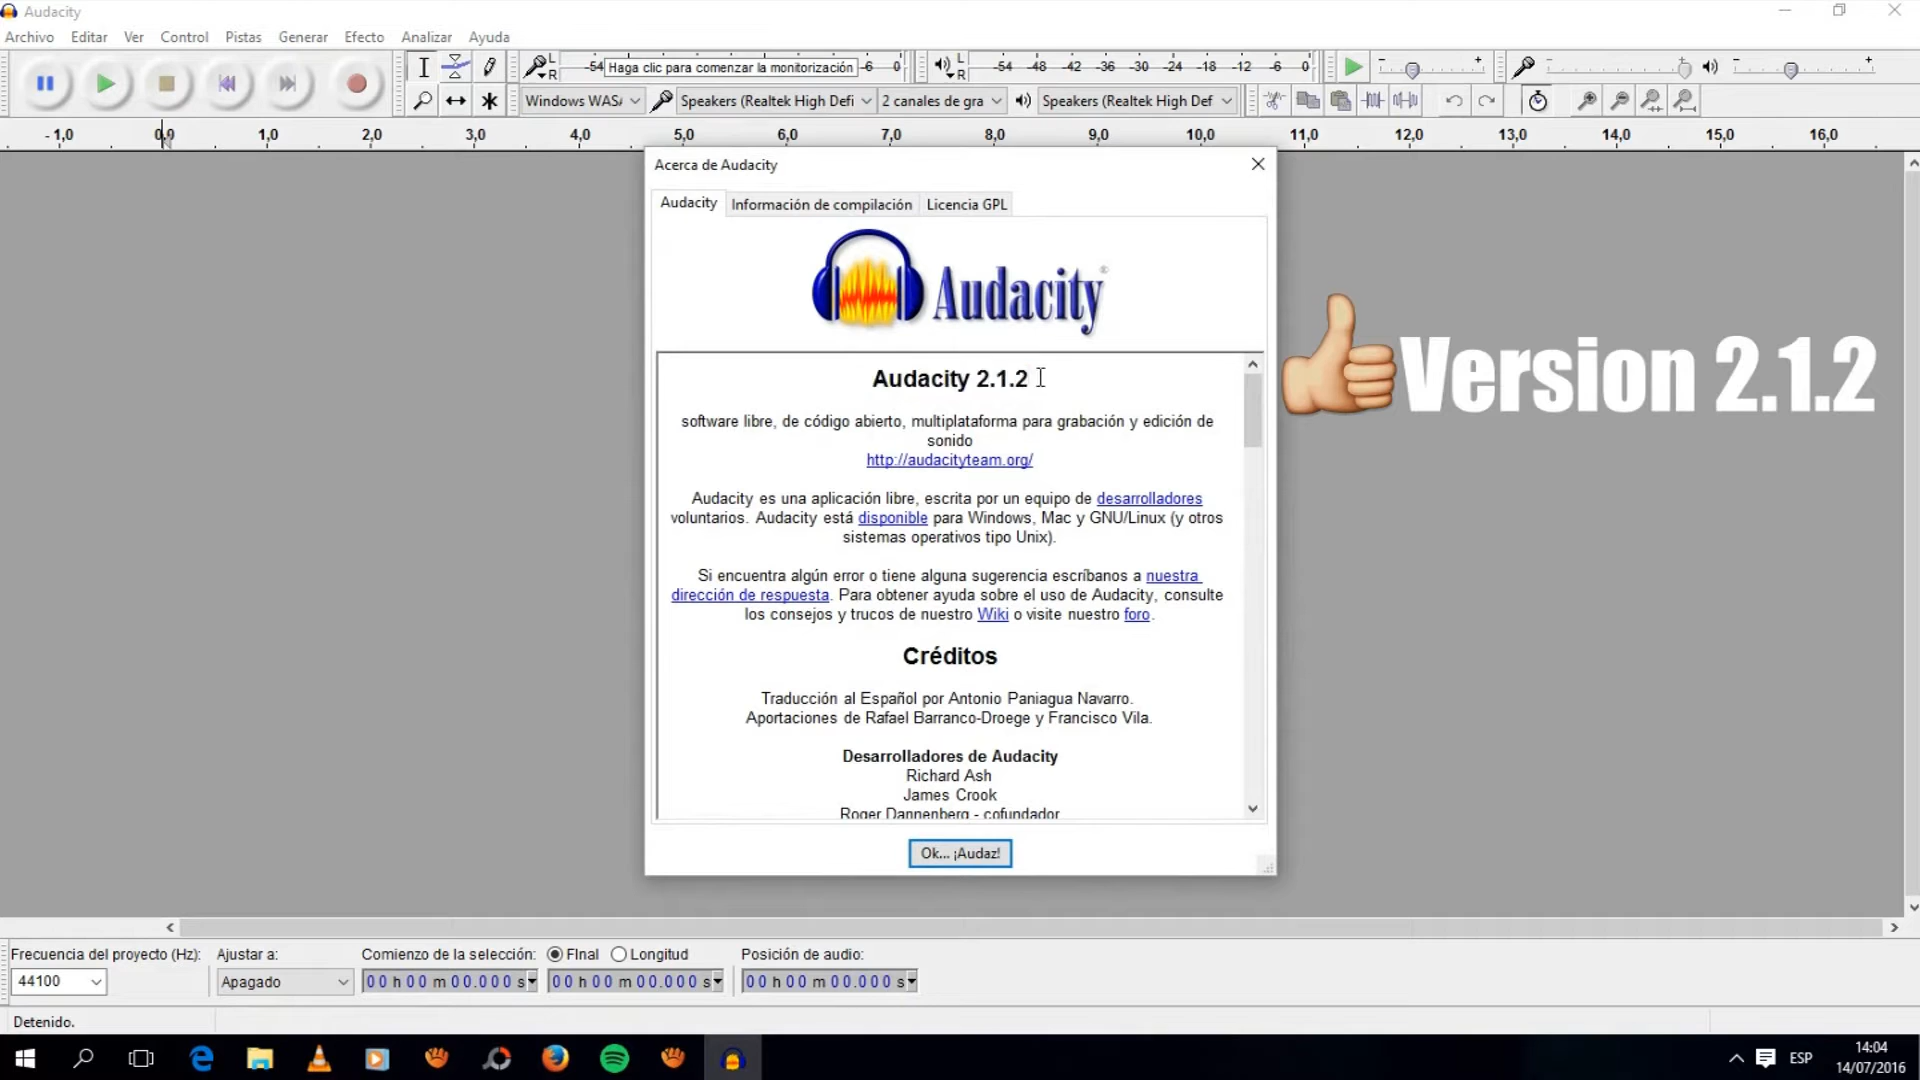 Audacity
Archivo Editar Ver Control Pistas Generar Efecto Analizar Ayuda
L R -54 Haga clic para comenzar la monitorización -6 0
L R -54 -48 -42 -36 -30 -24 -18 -12 -6 0
- + - + - +
Windows WAS Speakers (Realtek High Defi 2 canales de gra Speakers (Realtek High Def
-1,0 0,0 1,0 2,0 3,0 4,0 5,0 6,0 7,0 8,0 9,0 10,0 11,0 12,0 13,0 14,0 15,0 16,0
Acerca de Audacity
Audacity Información de compilación Licencia GPL
Audacity®
Audacity 2.1.2
software libre, de código abierto, multiplataforma para grabación y edición de
sonido
http://audacityteam.org/
Audacity es una aplicación libre, escrita por un equipo de desarrolladores
voluntarios. Audacity está disponible para Windows, Mac y GNU/Linux (y otros
sistemas operativos tipo Unix).
Si encuentra algún error o tiene alguna sugerencia escríbanos a nuestra
dirección de respuesta. Para obtener ayuda sobre el uso de Audacity, consulte
los consejos y trucos de nuestro Wiki o visite nuestro foro.
Créditos
Traducción al Español por Antonio Paniagua Navarro.
Aportaciones de Rafael Barranco-Droege y Francisco Vila.
Desarrolladores de Audacity
Richard Ash
James Crook
Roger Dannenberg - cofundador
Ok... ¡Audaz!
Version 2.1.2
Frecuencia del proyecto (Hz): Ajustar a: Comienzo de la selección: FInal Longitud Posición de audio:
44100 Apagado 00 h 00 m 00.000 s 00 h 00 m 00.000 s 00 h 00 m 00.000 s
Detenido.
ESP
14:04
14/07/2016